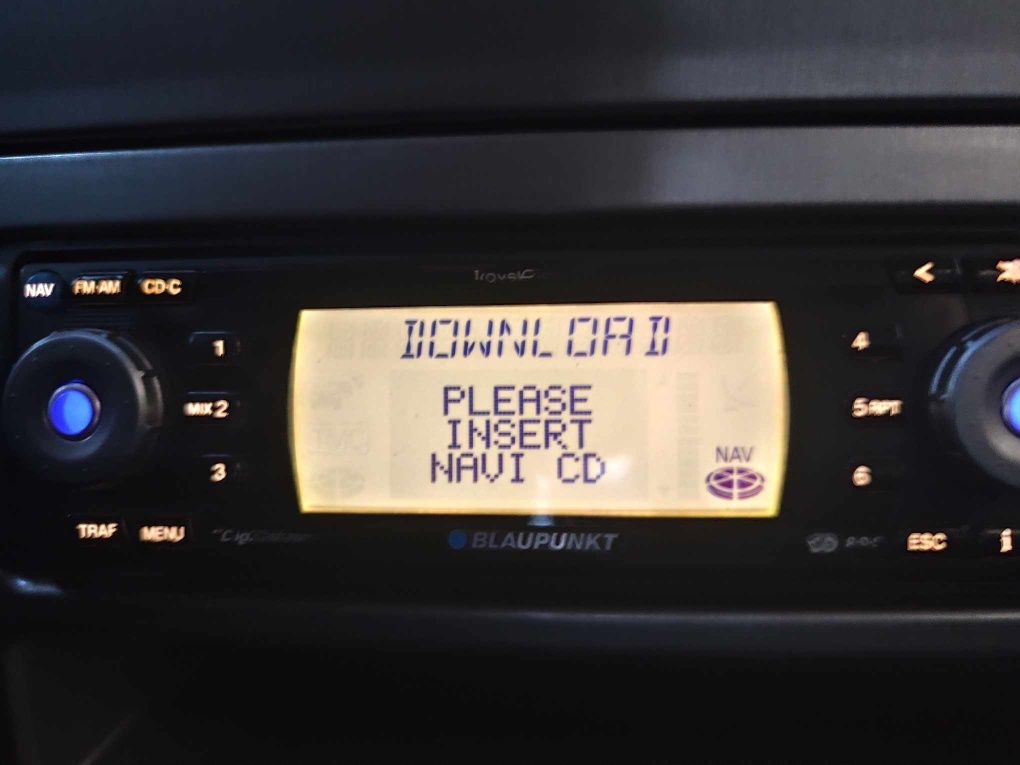 NAV FM·AM CD·C
<
1
4
MIX 2
5 RPT
3
6
DOWNLOAD
PLEASE
INSERT
NAVI CD
NAV
TRAF MENU
BLAUPUNKT
ESC i